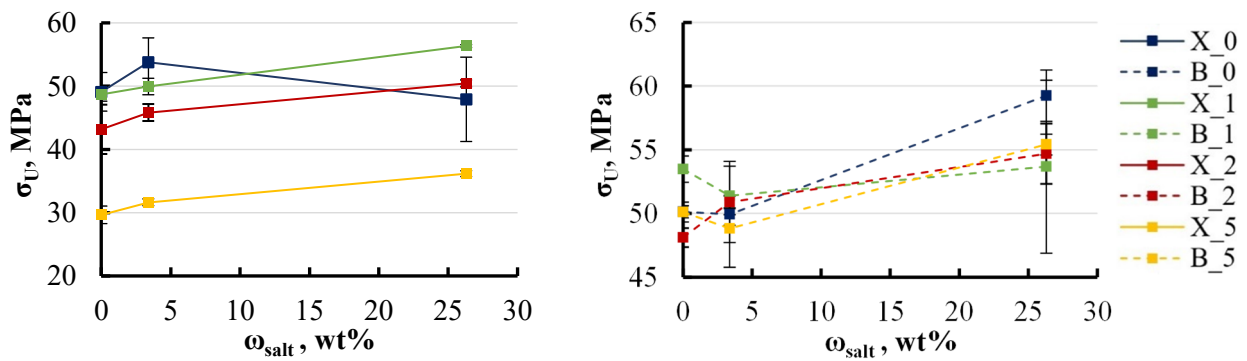 60
50
40
30
20
σU, MPa
0 5 10 15 20 25 30
ωsalt , wt%
65
60
55
50
45
σU, MPa
0 5 10 15 20 25 30
ωsalt , wt%
X_0
B_0
X_1
B_1
X_2
B_2
X_5
B_5